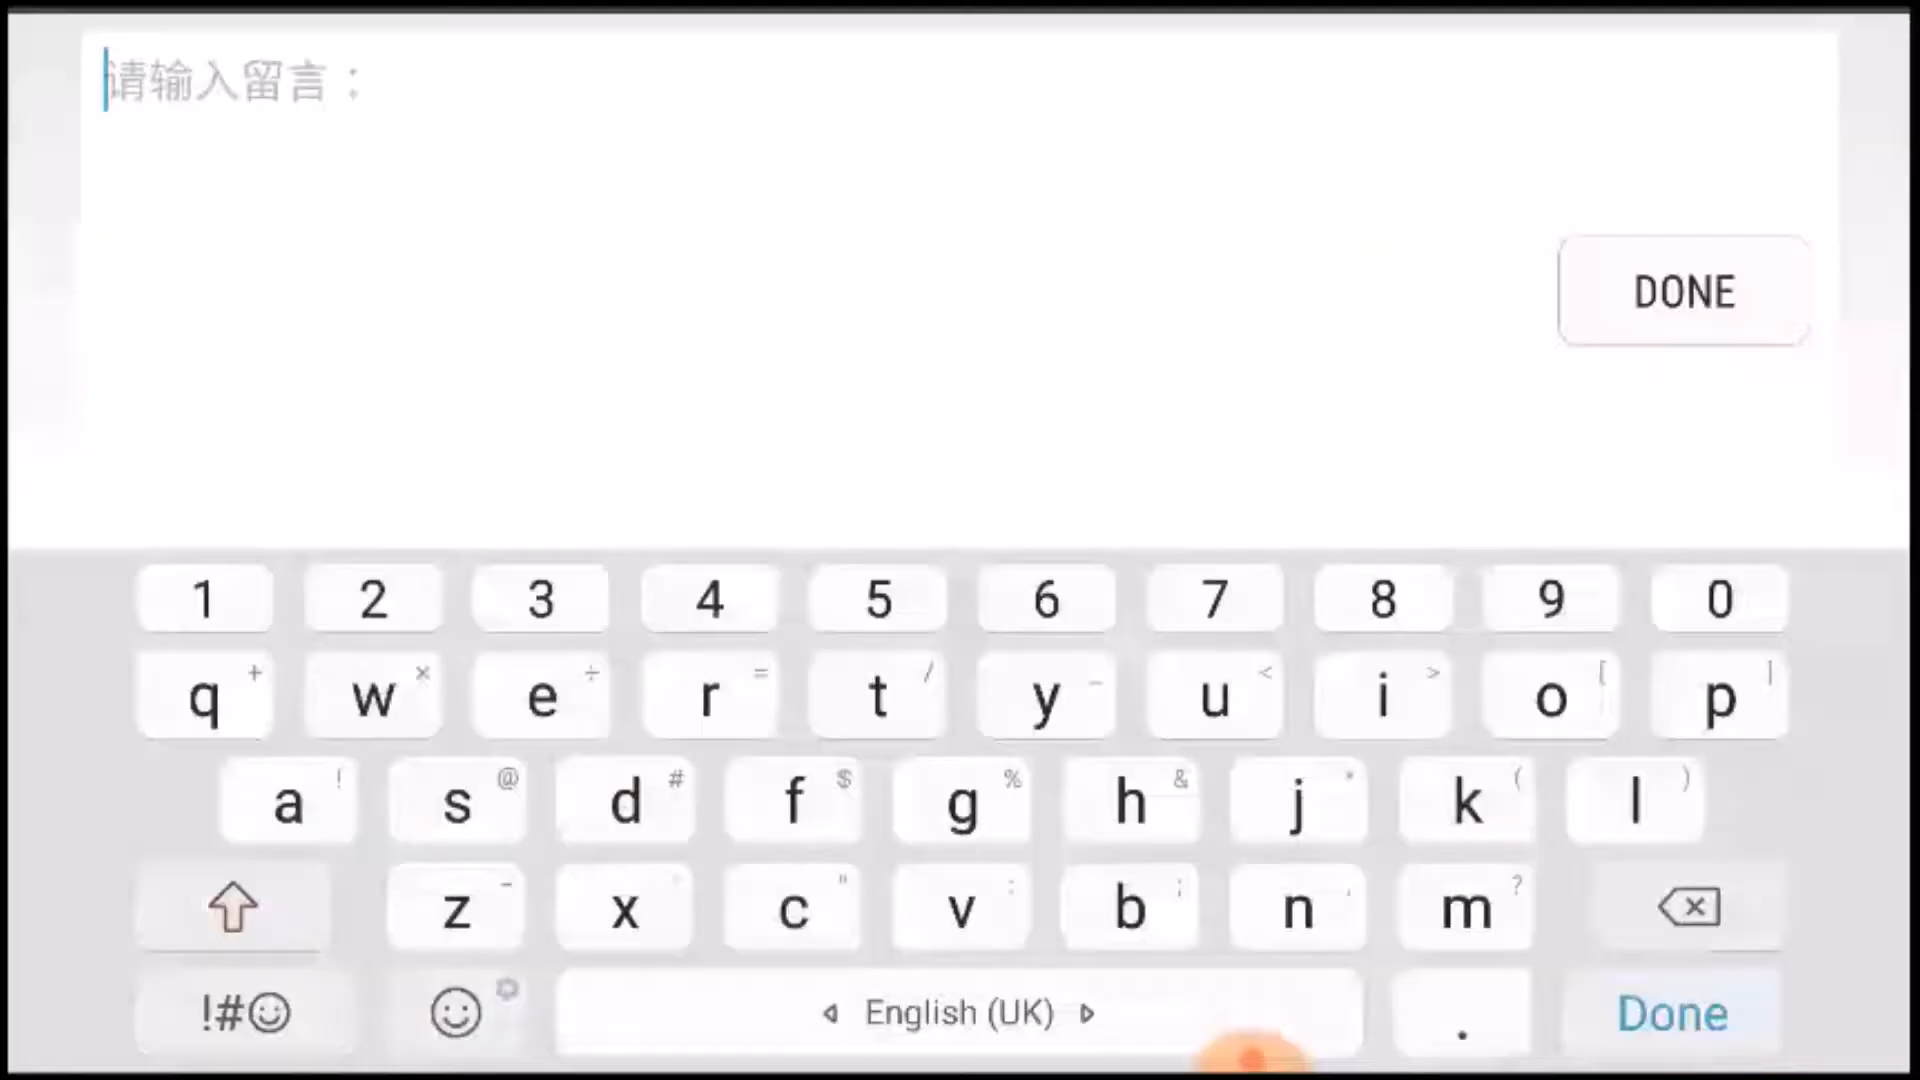 请输入留言：
DONE
1 2 3 4 5 6 7 8 9 0
q + w × e ÷ r = t / y _ u < i > o [ p ]
a ! s @ d # f $ g % h & j * k ( l )
z - x ' c " v : b ; n , m ?
!#☺ English (UK) . Done